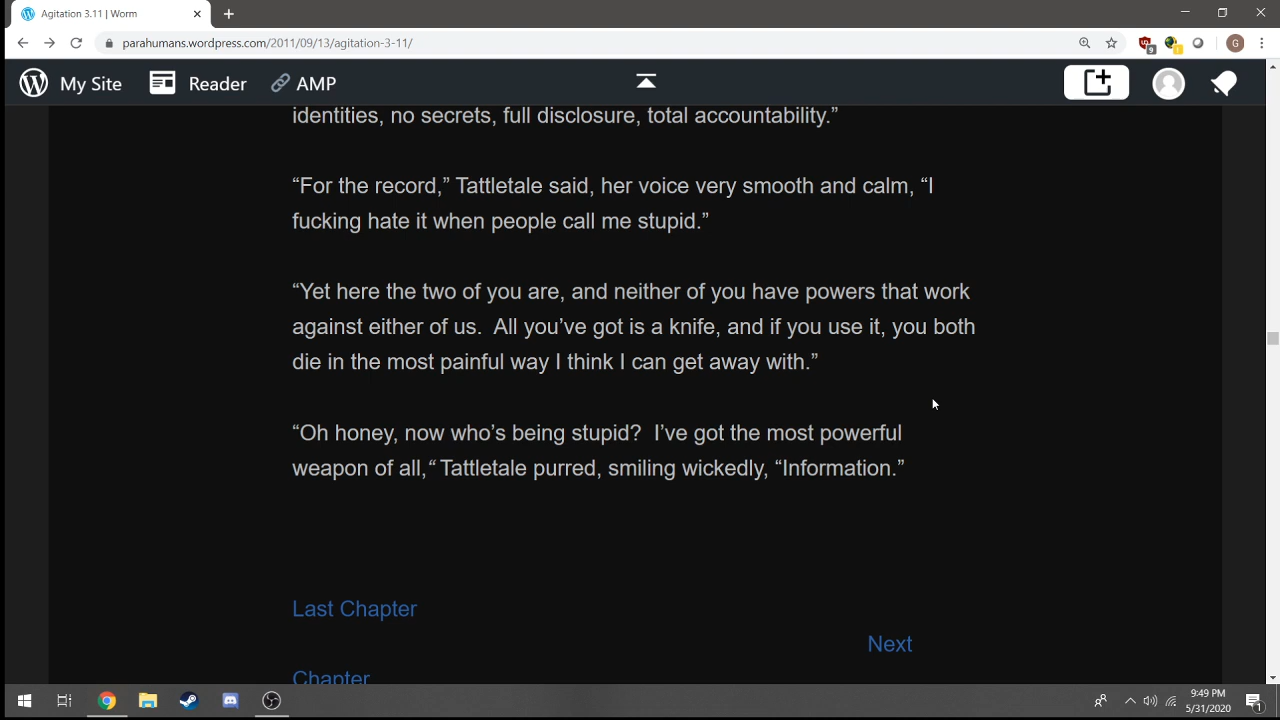 Agitation 3.11 | Worm
parahumans.wordpress.com/2011/09/13/agitation-3-11/
9
1
G
My Site
Reader
AMP
identities, no secrets, full disclosure, total accountability.”
“For the record,” Tattletale said, her voice very smooth and calm, “I
fucking hate it when people call me stupid.”
“Yet here the two of you are, and neither of you have powers that work
against either of us.  All you’ve got is a knife, and if you use it, you both
die in the most painful way I think I can get away with.”
“Oh honey, now who’s being stupid?  I’ve got the most powerful
weapon of all,“ Tattletale purred, smiling wickedly, “Information.”
Last Chapter
Next
Chapter
9:49 PM
5/31/2020
1